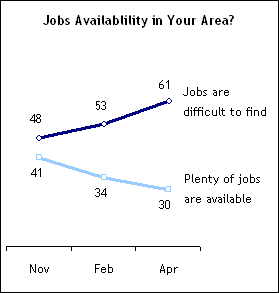 Jobs Availablility in Your Area?
61
Jobs are
difficult to find
53
48
41
34
30
Plenty of jobs
are available
Nov Feb Apr